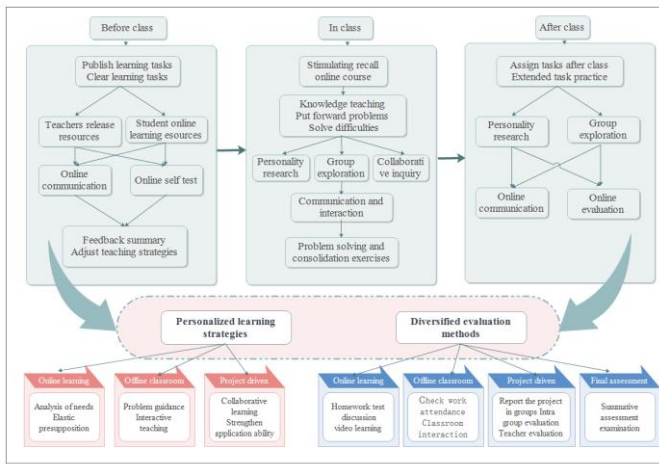 Before class
Publish learning tasks
Clear learning tasks
Teachers release
resources
Student online
learning esources
Online
communication
Online self test
Feedback summary
Adjust teaching strategies
In class
Stimulating recall
online course
Knowledge teaching
Put forward problems
Solve difficulties
Personality
research
Group
exploration
Collaborati
ve inquiry
Communication and
interaction
Problem solving and
consolidation exercises
After class
Assign tasks after class
Extended task practice
Personality
research
Group
exploration
Online
communication
Online
evaluation
Personalized learning
strategies
Diversified evaluation
methods
Online learning
Analysis of needs
Elastic
presupposition
Offline classroom
Problem guidance
Interactive
teaching
Project driven
Collaborative
learning
Strengthen
application ability
Online learning
Homework test
discussion
video learning
Offline classroom
Check work
attendance
Classroom
interaction
Project driven
Report the project
in groups Intra
group evaluation
Teacher evaluation
Final assessment
Summative
assessment
examination